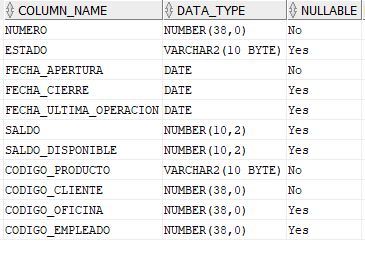 COLUMN_NAME DATA_TYPE NULLABLE
NUMERO NUMBER(38,0) No
ESTADO VARCHAR2(10 BYTE) Yes
FECHA_APERTURA DATE No
FECHA_CIERRE DATE Yes
FECHA_ULTIMA_OPERACION DATE Yes
SALDO NUMBER(10,2) Yes
SALDO_DISPONIBLE NUMBER(10,2) Yes
CODIGO_PRODUCTO VARCHAR2(10 BYTE) No
CODIGO_CLIENTE NUMBER(38,0) No
CODIGO_OFICINA NUMBER(38,0) Yes
CODIGO_EMPLEADO NUMBER(38,0) Yes